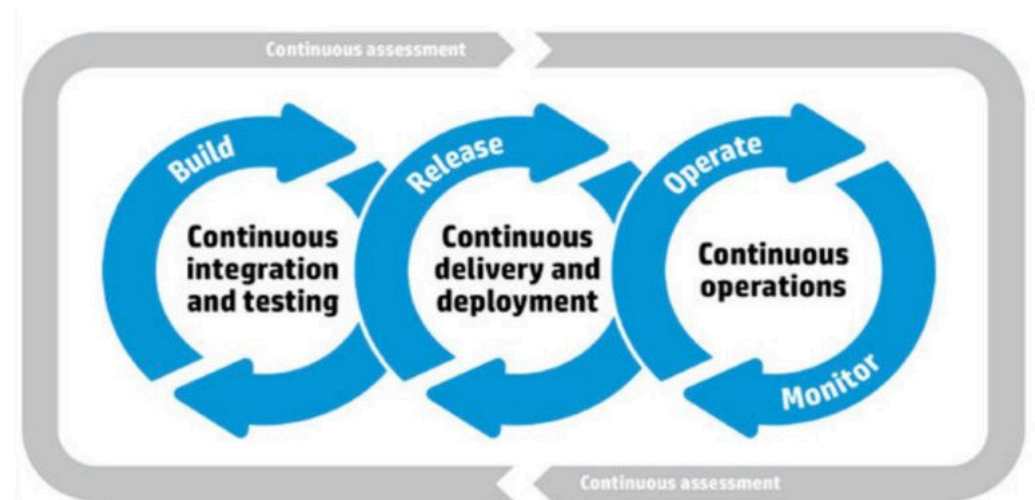 Continuous assessment
Build
Release
Operate
Continuous
integration
and testing
Continuous
delivery and
deployment
Continuous
operations
Monitor
Continuous assessment